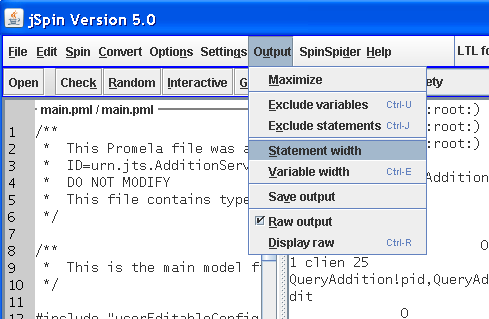 jSpin Version 5.0
File Edit Spin Convert Options Settings Output SpinSpider Help LTL fo
Open Check Random Interactive G ety
main.pml / main.pml
Maximize
Exclude variables Ctrl-U
Exclude statements Ctrl-J
Statement width
Variable width Ctrl-E
Save output
Raw output
Display raw Ctrl-R
1 /**
2 * This Promela file was a
3 * ID=urn.jts.AdditionServ
4 * DO NOT MODIFY
5 * This file contains type
6 */
7
8 /**
9 * This is the main model f
10 */
11
12 #include "userEditableConfig
:root:)
:root:)
:root:)
Addition
0
1 clien 25
QueryAddition!pid,QueryAd
dit
0